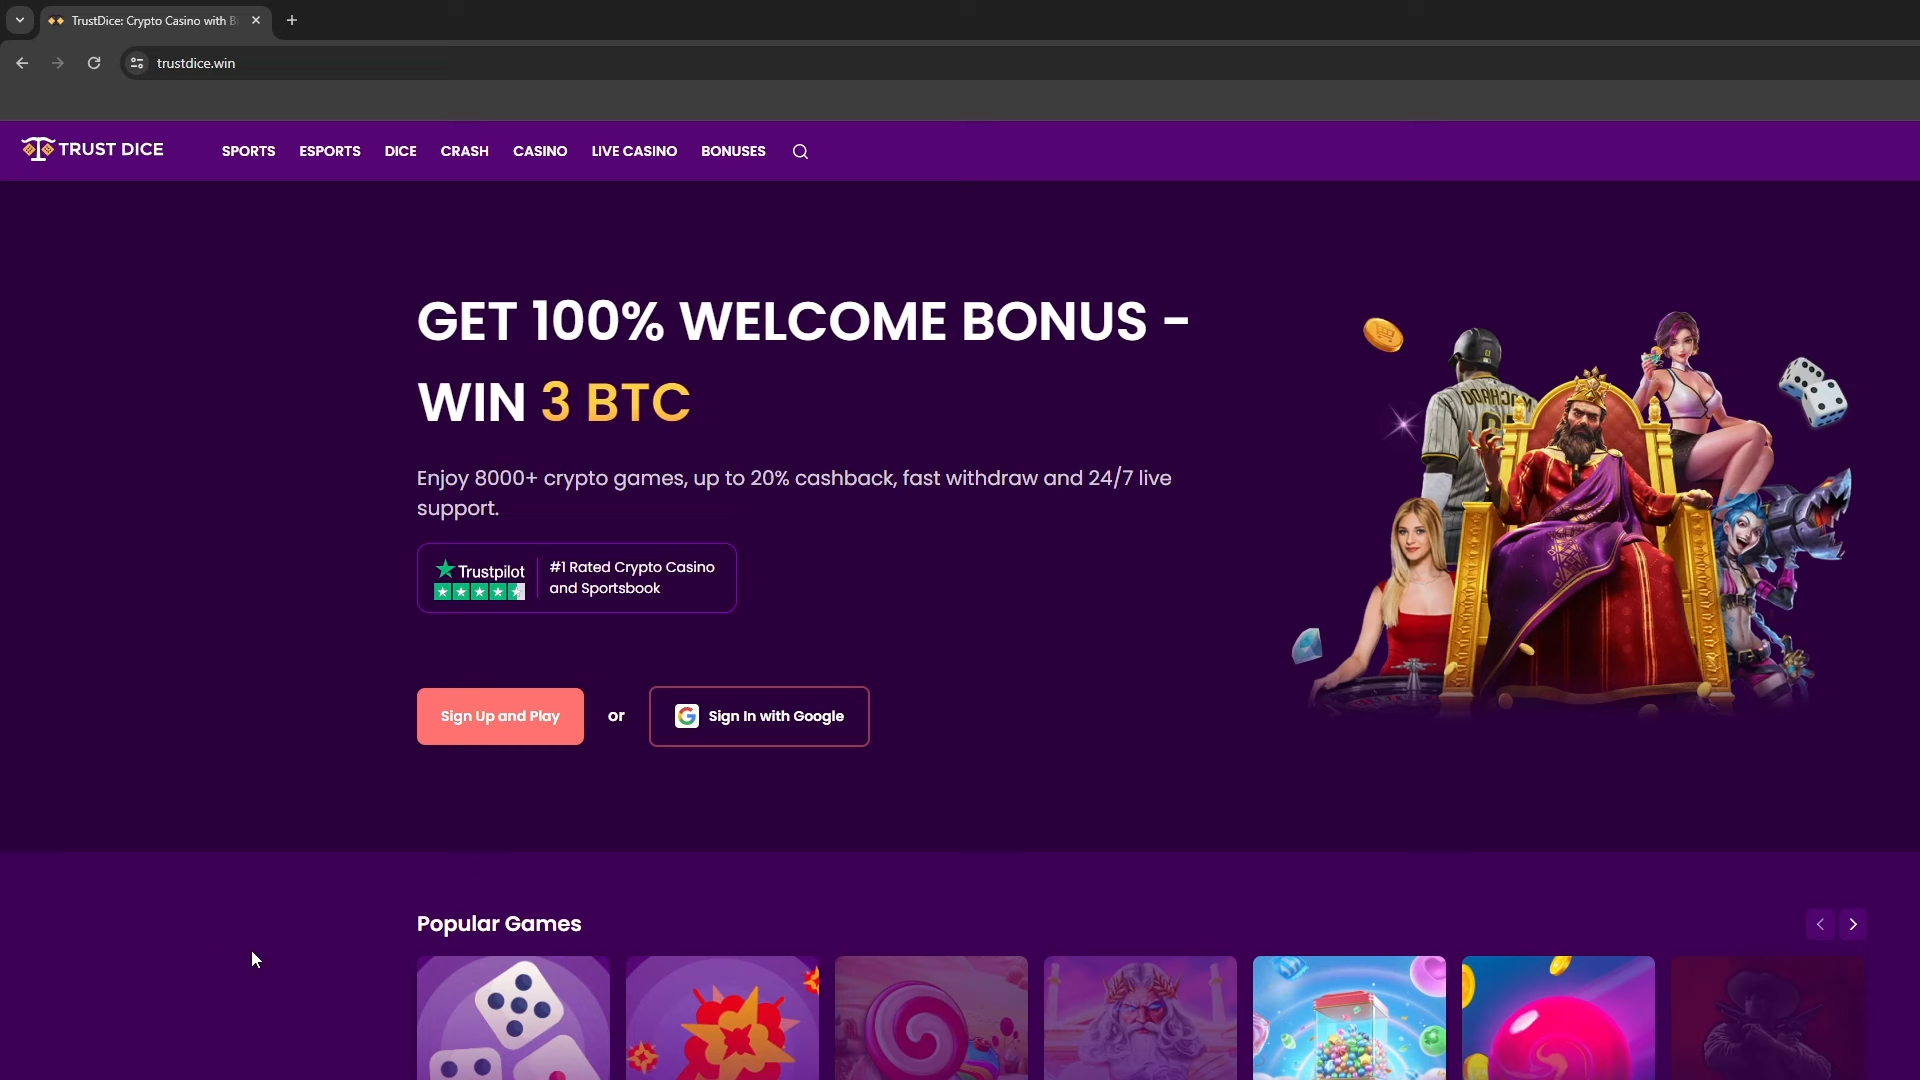 TrustDice: Crypto Casino with B
trustdice.win
TRUST DICE
SPORTS
ESPORTS
DICE
CRASH
CASINO
LIVE CASINO
BONUSES
GET 100% WELCOME BONUS -
WIN 3 BTC
Enjoy 8000+ crypto games, up to 20% cashback, fast withdraw and 24/7 live
support.
Trustpilot
#1 Rated Crypto Casino
and Sportsbook
Sign Up and Play
or
Sign In with Google
Popular Games